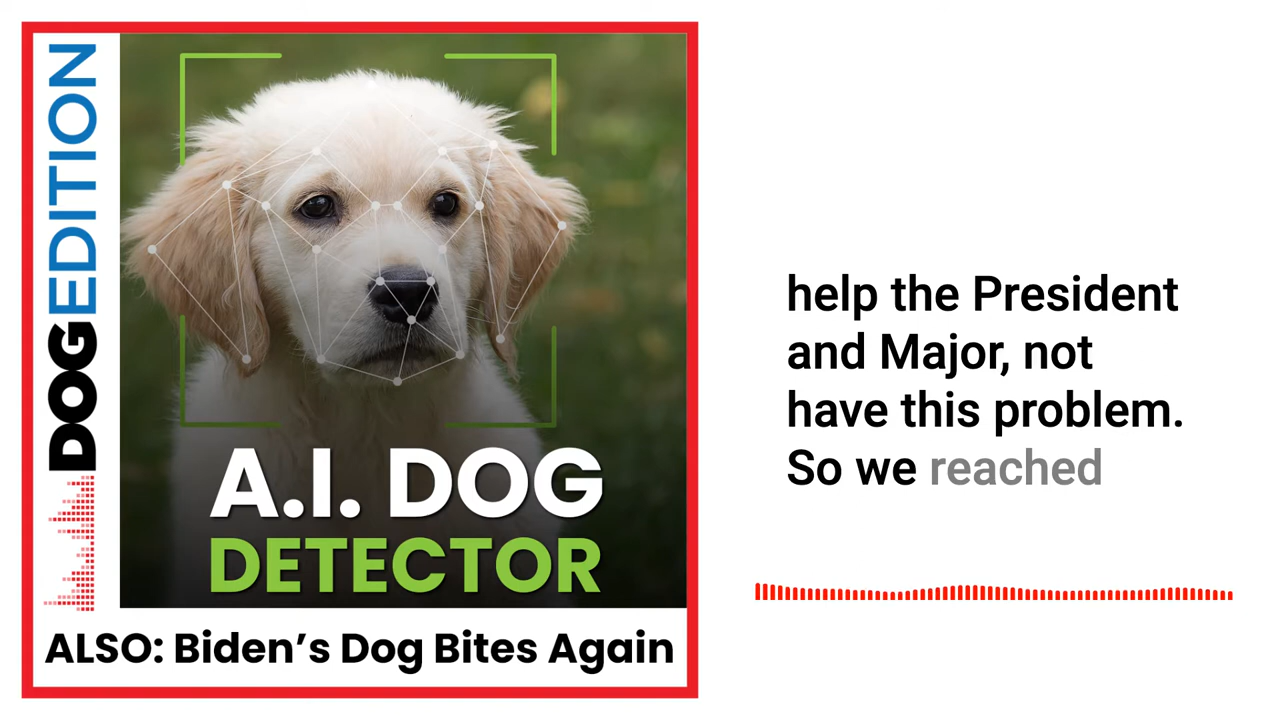 DOGEDITION
A.I. DOG
DETECTOR
ALSO: Biden's Dog Bites Again
help the President
and Major, not
have this problem.
So we reached